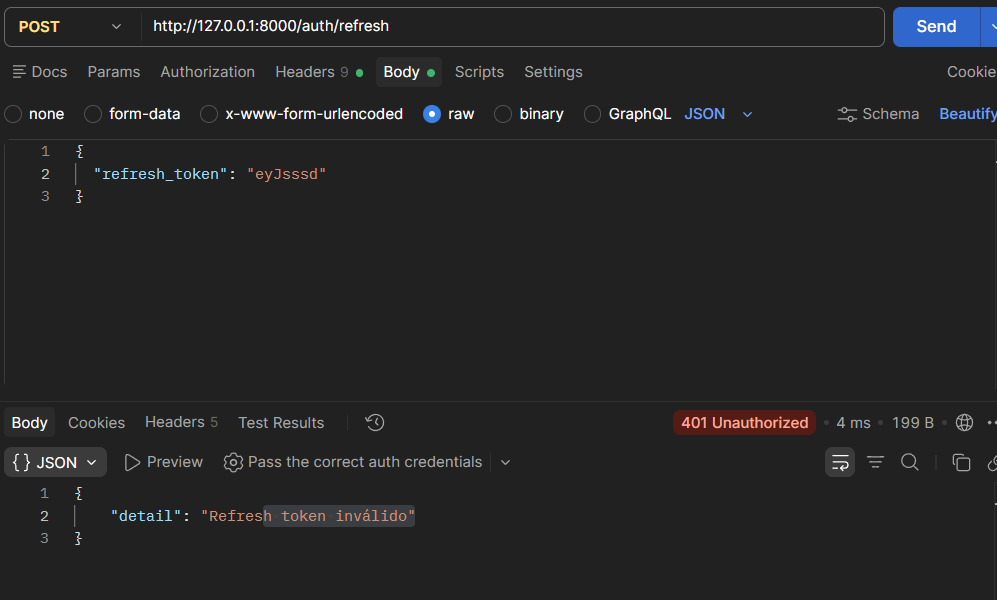 POST http://127.0.0.1:8000/auth/refresh Send
Docs Params Authorization Headers 9 Body Scripts Settings Cookie
none form-data x-www-form-urlencoded raw binary GraphQL JSON Schema Beautify
1 {
2 "refresh_token": "eyJsssd"
3 }
Body Cookies Headers 5 Test Results 401 Unauthorized • 4 ms • 199 B •
{} JSON Preview Pass the correct auth credentials
1 {
2 "detail": "Refresh token inválido"
3 }